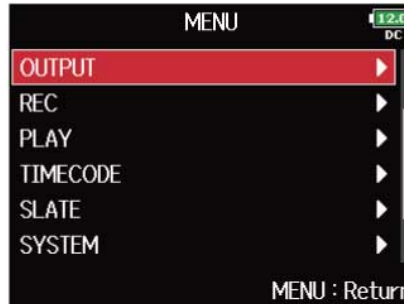 MENU
12.0
DC
OUTPUT
REC
PLAY
TIMECODE
SLATE
SYSTEM
MENU : Return